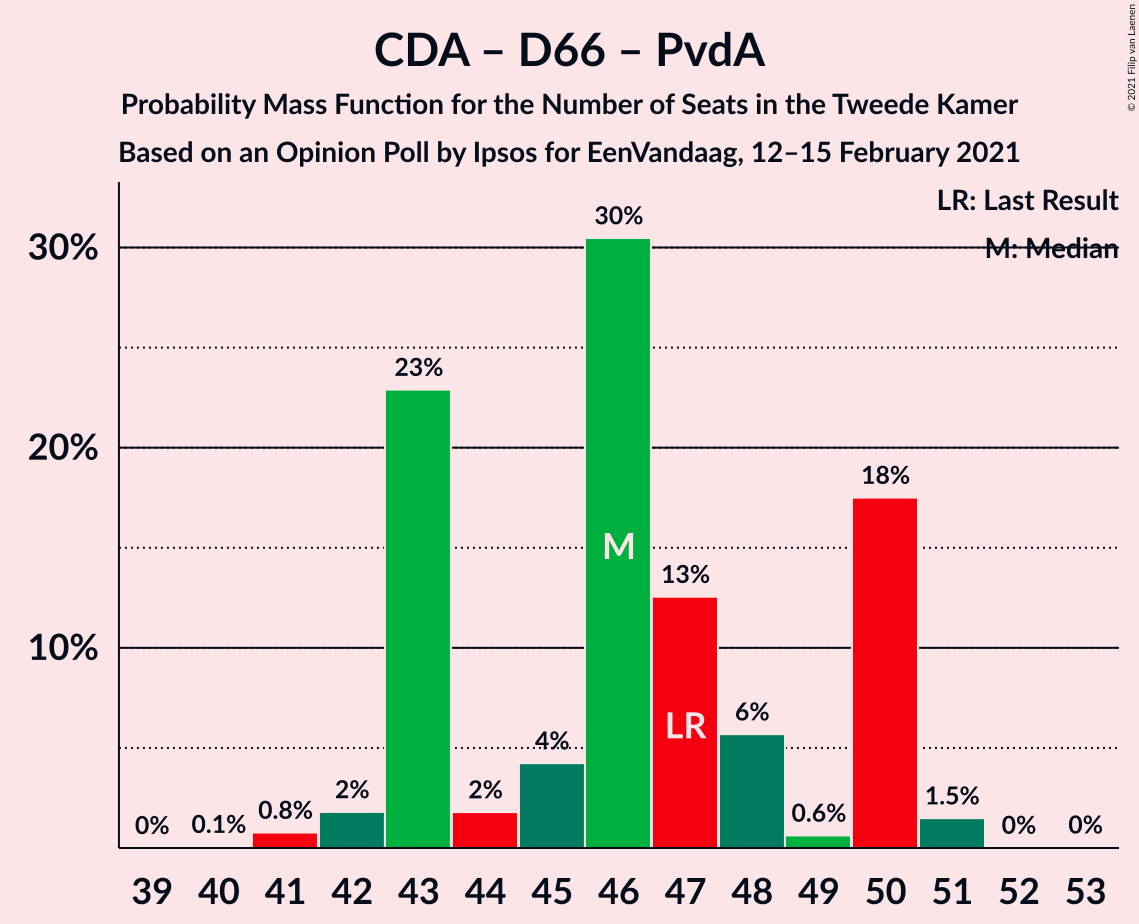 CDA – D66 – PvdA
Probability Mass Function for the Number of Seats in the Tweede Kamer
Based on an Opinion Poll by Ipsos for EenVandaag, 12–15 February 2021
© 2021 Filip van Laenen
LR: Last Result
M: Median
30%
20%
10%
0%
0.1%
0.8%
2%
23%
2%
4%
30%
M
13%
LR
6%
0.6%
18%
1.5%
0%
0%
39 40 41 42 43 44 45 46 47 48 49 50 51 52 53